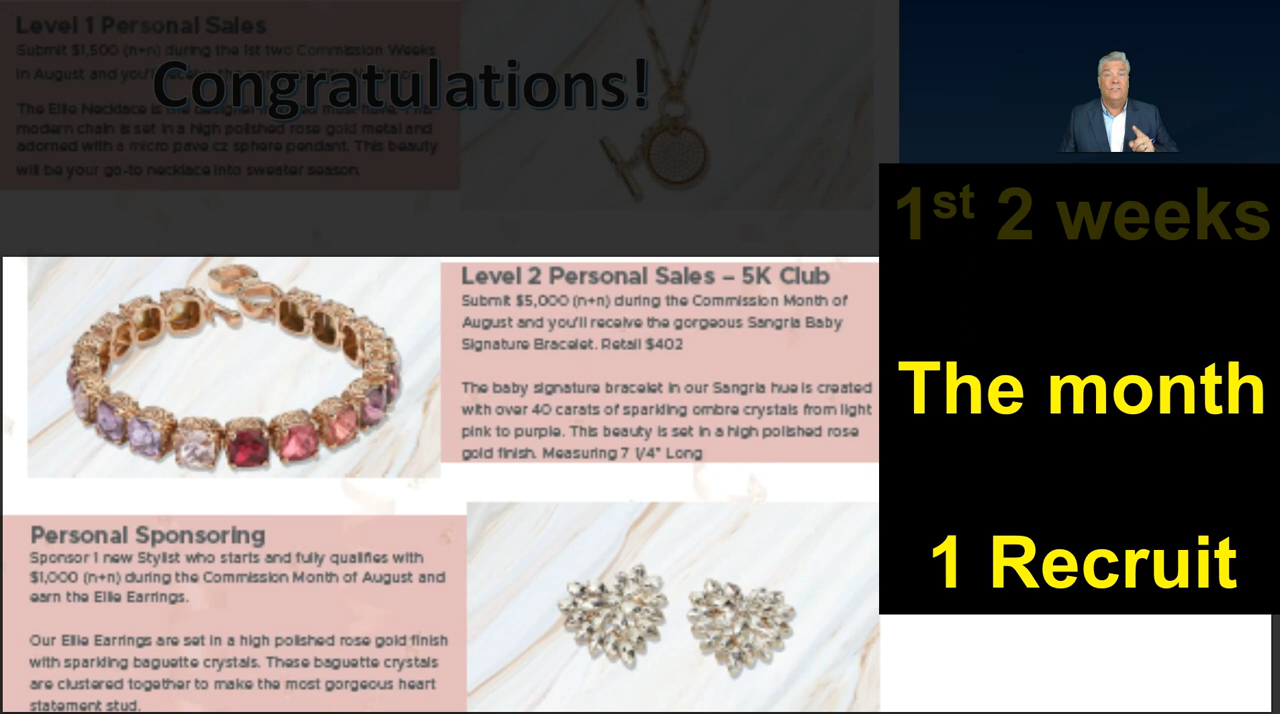 Level 1 Personal Sales
Submit $1,500 (n+n) during the 1st two Commission Weeks
in August and you'll
Congratulations!
The Elite Necklace is
modern chain is set in a high polished rose gold metal and
adorned with a micro pave cz sphere pendant. This beauty
will be your go-to necklace into sweater season.
Level 2 Personal Sales – 5K Club
Submit $5,000 (n+n) during the Commission Month of
August and you'll receive the gorgeous Sangria Baby
Signature Bracelet. Retail $402
The baby signature bracelet in our Sangria hue is created
with over 40 carats of sparkling ombre crystals from light
pink to purple. This beauty is set in a high polished rose
gold finish. Measuring 7 1/4" Long
Personal Sponsoring
Sponsor 1 new Stylist who starts and fully qualifies with
$1,000 (n+n) during the Commission Month of August and
earn the Elite Earrings.
Our Elite Earrings are set in a high polished rose gold finish
with sparkling baguette crystals. These baguette crystals
are clustered together to make the most gorgeous heart
statement stud.
1st 2 weeks
The month
1 Recruit